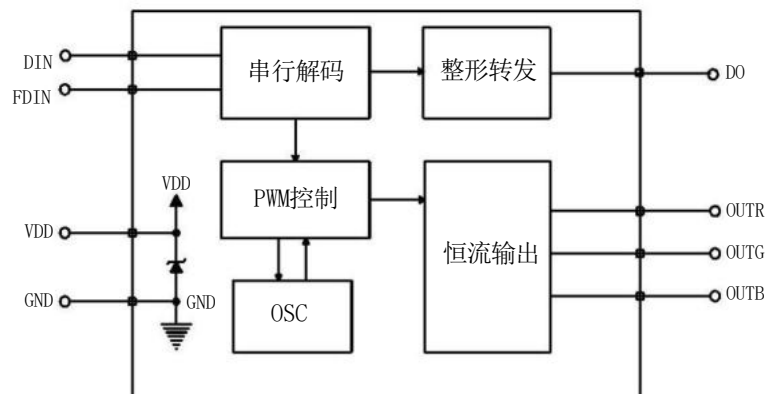 DIN
FDIN
串行解码
整形转发
DO
VDD
PWM控制
VDD
GND
GND
OSC
恒流输出
OUTR
OUTG
OUTB